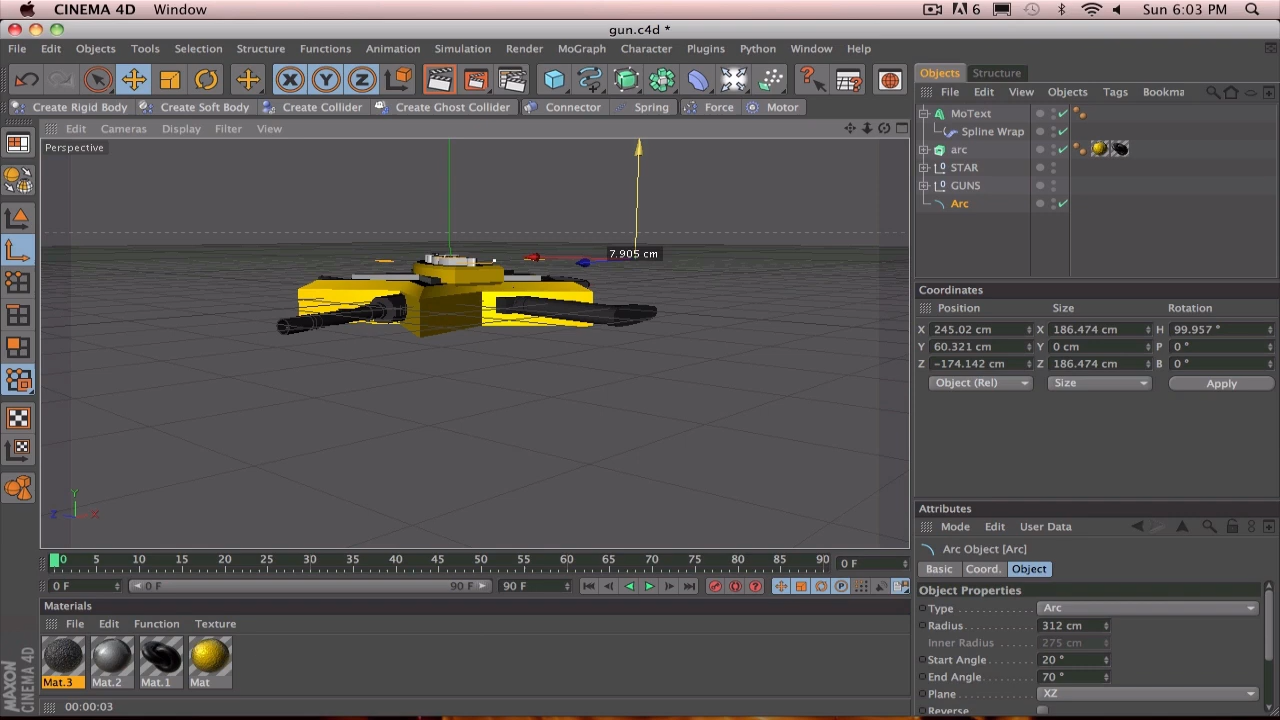 CINEMA 4D Window 6 Sun 6:03 PM
gun.c4d *
File Edit Objects Tools Selection Structure Functions Animation Simulation Render MoGraph Character Plugins Python Window Help
X Y Z
Create Rigid Body Create Soft Body Create Collider Create Ghost Collider Connector Spring Force Motor
Edit Cameras Display Filter View
Perspective
7.905 cm
Y
Z X
0 5 10 15 20 25 30 35 40 45 50 55 60 65 70 75 80 85 90 0 F
0 F 0 F 90 F 90 F
Materials
File Edit Function Texture
Mat.3 Mat.2 Mat.1 Mat
MAXON CINEMA 4D
00:00:03
Objects Structure
File Edit View Objects Tags Bookma
MoText
Spline Wrap
arc
STAR
GUNS
Arc
Coordinates
Position Size Rotation
X 245.02 cm X 186.474 cm H 99.957 °
Y 60.321 cm Y 0 cm P 0 °
Z -174.142 cm Z 186.474 cm B 0 °
Object (Rel) Size Apply
Attributes
Mode Edit User Data
Arc Object [Arc]
Basic Coord. Object
Object Properties
Type Arc
Radius 312 cm
Inner Radius 275 cm
Start Angle 20 °
End Angle 70 °
Plane XZ
Reverse